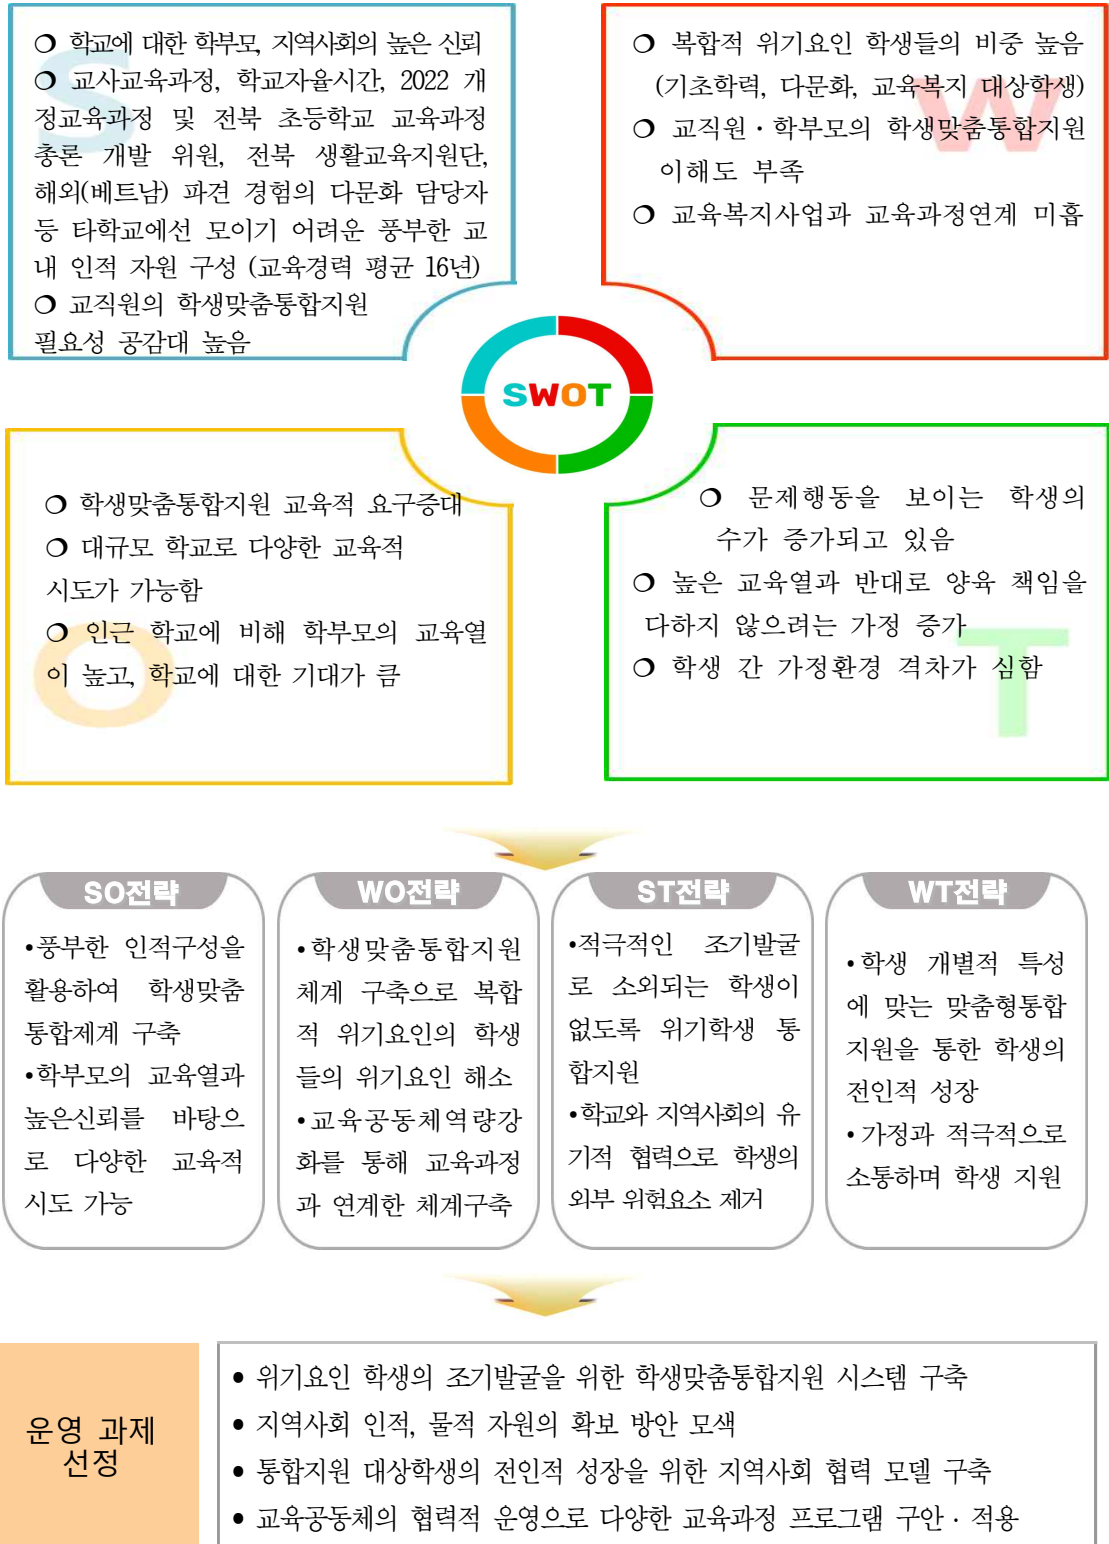 S
❍ 학교에 대한 학부모, 지역사회의 높은 신뢰
❍ 교사교육과정, 학교자율시간, 2022 개
정교육과정 및 전북 초등학교 교육과정
총론 개발 위원, 전북 생활교육지원단,
해외(베트남) 파견 경험의 다문화 담당자
등 타학교에선 모이기 어려운 풍부한 교
내 인적 자원 구성 (교육경력 평균 16년)
❍ 교직원의 학생맞춤통합지원
필요성 공감대 높음
W
❍ 복합적 위기요인 학생들의 비중 높음
(기초학력, 다문화, 교육복지 대상학생)
❍ 교직원·학부모의 학생맞춤통합지원
이해도 부족
❍ 교육복지사업과 교육과정연계 미흡
SWOT
O
❍ 학생맞춤통합지원 교육적 요구증대
❍ 대규모 학교로 다양한 교육적
시도가 가능함
❍ 인근 학교에 비해 학부모의 교육열
이 높고, 학교에 대한 기대가 큼
T
❍ 문제행동을 보이는 학생의
수가 증가되고 있음
❍ 높은 교육열과 반대로 양육 책임을
다하지 않으려는 가정 증가
❍ 학생 간 가정환경 격차가 심함
SO전략
•풍부한 인적구성을
활용하여 학생맞춤
통합제계 구축
•학부모의 교육열과
높은신뢰를 바탕으
로 다양한 교육적
시도 가능
WO전략
•학생맞춤통합지원
체계 구축으로 복합
적 위기요인의 학생
들의 위기요인 해소
•교육공동체역량강
화를 통해 교육과정
과 연계한 체계구축
ST전략
•적극적인 조기발굴
로 소외되는 학생이
없도록 위기학생 통
합지원
•학교와 지역사회의 유
기적 협력으로 학생의
외부 위험요소 제거
WT전략
•학생 개별적 특성
에 맞는 맞춤형통합
지원을 통한 학생의
전인적 성장
•가정과 적극적으로
소통하며 학생 지원
운영 과제
선정
• 위기요인 학생의 조기발굴을 위한 학생맞춤통합지원 시스템 구축
• 지역사회 인적, 물적 자원의 확보 방안 모색
• 통합지원 대상학생의 전인적 성장을 위한 지역사회 협력 모델 구축
• 교육공동체의 협력적 운영으로 다양한 교육과정 프로그램 구안·적용